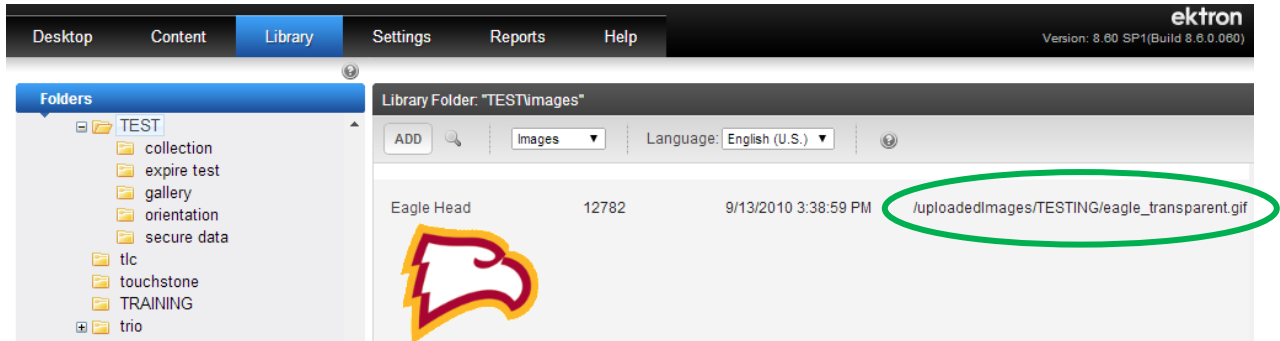 ektron
Desktop Content Library Settings Reports Help
Version: 8.60 SP1(Build 8.6.0.060)
Folders
TEST
collection
expire test
gallery
orientation
secure data
tlc
touchstone
TRAINING
trio
Library Folder: "TEST\images"
ADD Images Language: English (U.S.)
Eagle Head 12782 9/13/2010 3:38:59 PM /uploadedImages/TESTING/eagle_transparent.gif